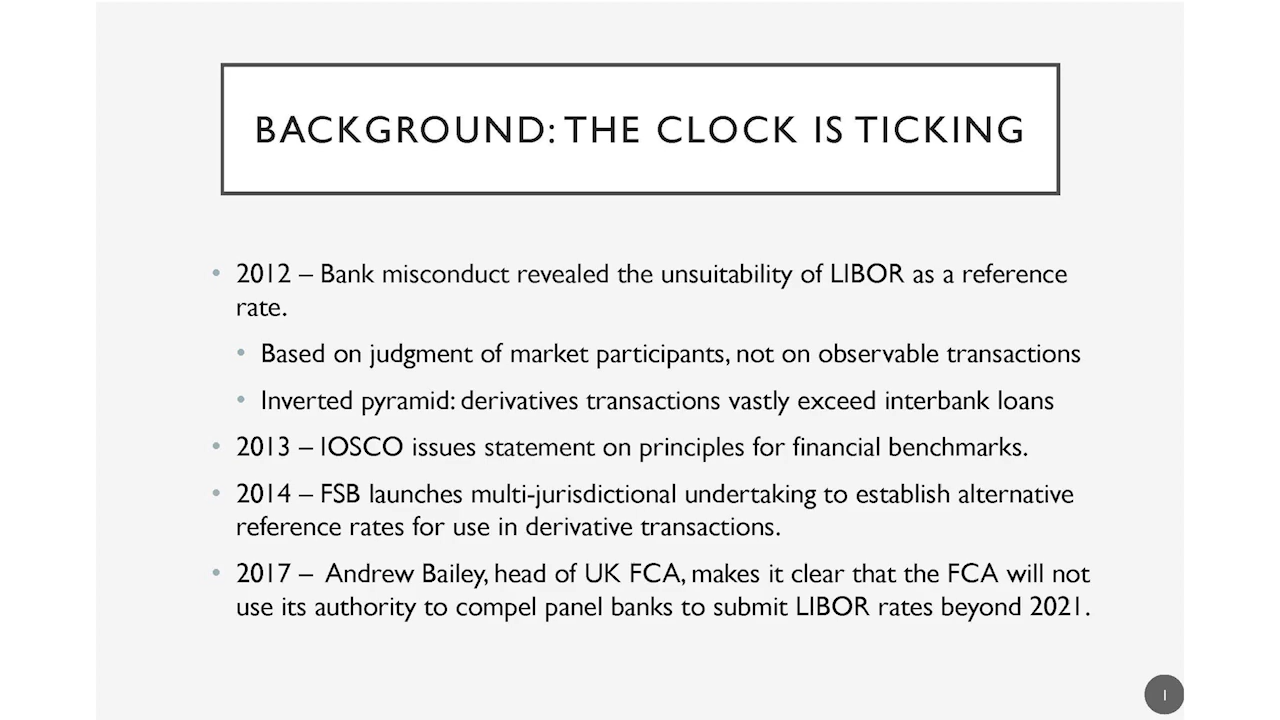 BACKGROUND: THE CLOCK IS TICKING
• 2012 – Bank misconduct revealed the unsuitability of LIBOR as a reference
rate.
• Based on judgment of market participants, not on observable transactions
• Inverted pyramid: derivatives transactions vastly exceed interbank loans
• 2013 – IOSCO issues statement on principles for financial benchmarks.
• 2014 – FSB launches multi-jurisdictional undertaking to establish alternative
reference rates for use in derivative transactions.
• 2017 – Andrew Bailey, head of UK FCA, makes it clear that the FCA will not
use its authority to compel panel banks to submit LIBOR rates beyond 2021.
1